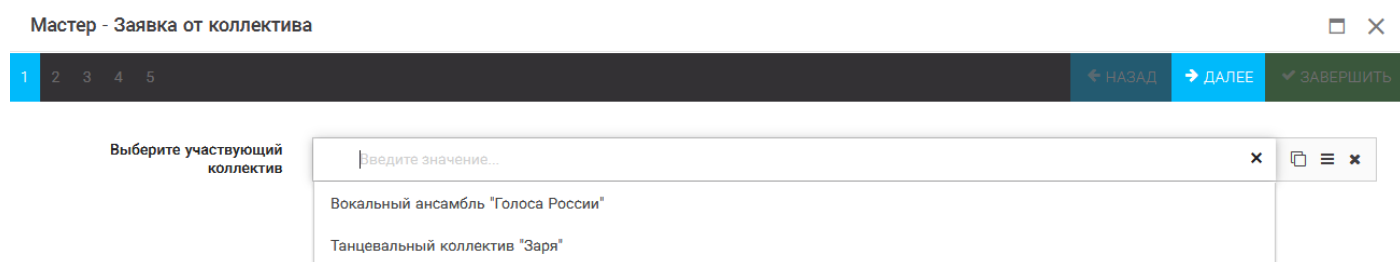 Мастер - Заявка от коллектива
1 2 3 4 5 НАЗАД ДАЛЕЕ ЗАВЕРШИТЬ
Выберите участвующий
коллектив
Введите значение...
Вокальный ансамбль "Голоса России"
Танцевальный коллектив "Заря"